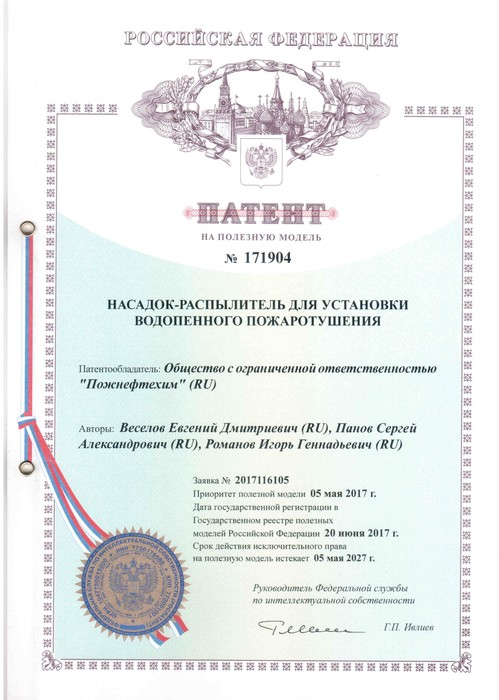 РОССИЙСКАЯ ФЕДЕРАЦИЯ
ПАТЕНТ
НА ПОЛЕЗНУЮ МОДЕЛЬ
№ 171904
НАСАДОК-РАСПЫЛИТЕЛЬ ДЛЯ УСТАНОВКИ
ВОДОПЕННОГО ПОЖАРОТУШЕНИЯ
Патентообладатель: Общество с ограниченной ответственностью
"Пожнефтехим" (RU)
Авторы: Веселов Евгений Дмитриевич (RU), Панов Сергей
Александрович (RU), Романов Игорь Геннадьевич (RU)
Заявка № 2017116105
Приоритет полезной модели 05 мая 2017 г.
Дата государственной регистрации в
Государственном реестре полезных
моделей Российской Федерации 20 июня 2017 г.
Срок действия исключительного права
на полезную модель истекает 05 мая 2027 г.
Руководитель Федеральной службы
по интеллектуальной собственности
Г.П. Ивлиев